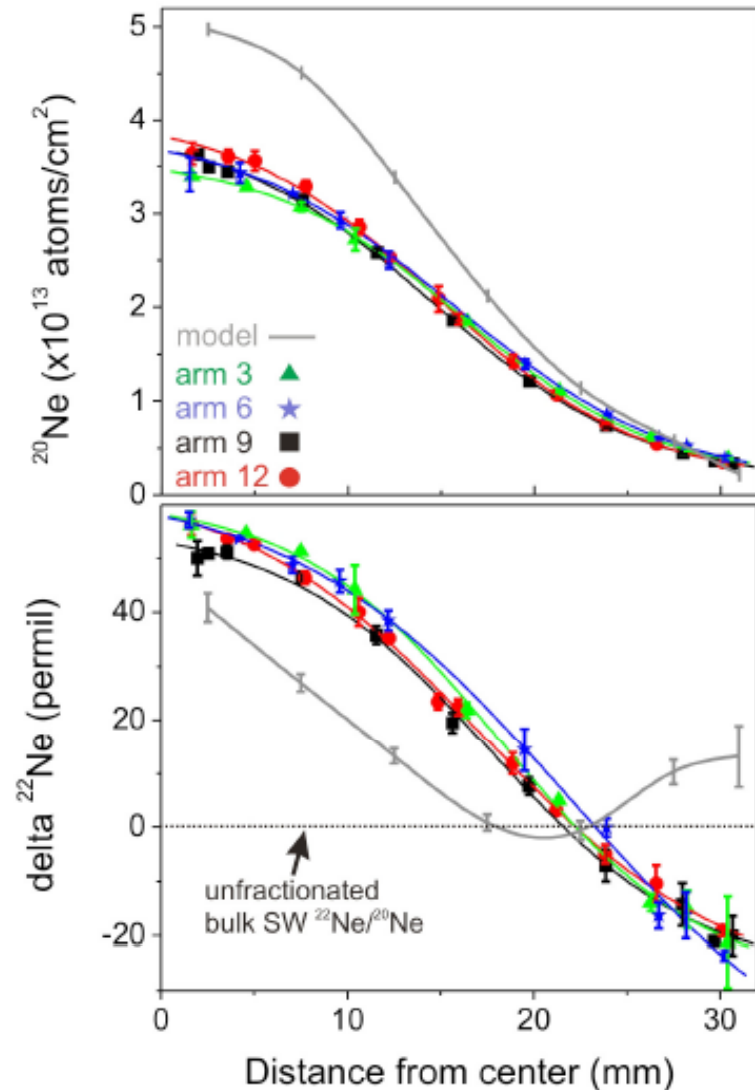 5
4
3
2
1
0
²⁰Ne (x10¹³ atoms/cm²)
model
arm 3
arm 6
arm 9
arm 12
40
20
0
-20
delta ²²Ne (permil)
unfractionated
bulk SW ²²Ne/²⁰Ne
0 10 20 30
Distance from center (mm)